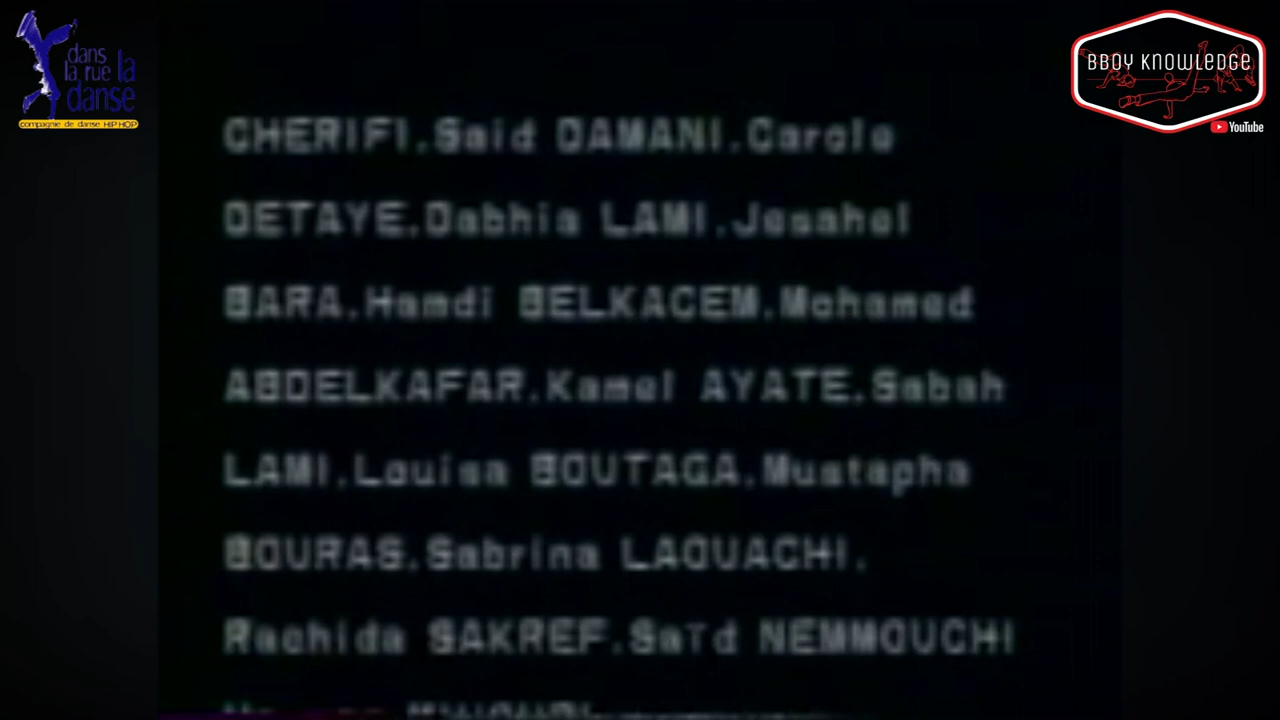 dans
la rue la
danse
compagnie de danse HIP HOP
BBOY KNOWLEDGE
YouTube
CHERIFI.Said DAMANI.Carole
DETAYE.Dabhia LAMI.Jesahel
BARA.Hamdi BELKACEM.Mohamed
ABDELKAFAR.Kamel AYATE.Sabah
LAMI.Louisa BOUTAGA.Mustapha
BOURAS.Sabrina LAOUACHI.
Rachida SAKREF.Saïd NEMMOUCHI